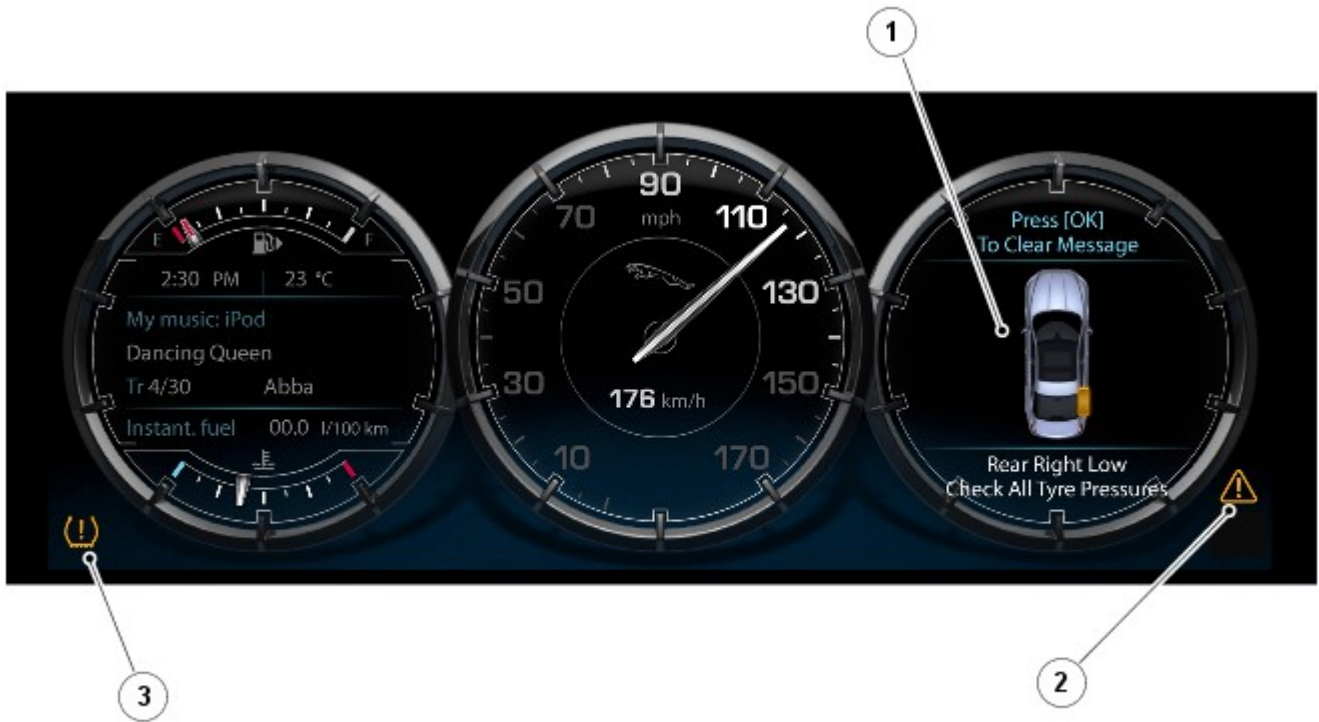 1
E F
2:30 PM 23 °C
My music: iPod
Dancing Queen
Tr 4/30 Abba
Instant. fuel 00.0 l/100 km
90
mph
70 110
50 130
30 150
10 170
176 km/h
Press [OK]
To Clear Message
Rear Right Low
Check All Tyre Pressures
3
2